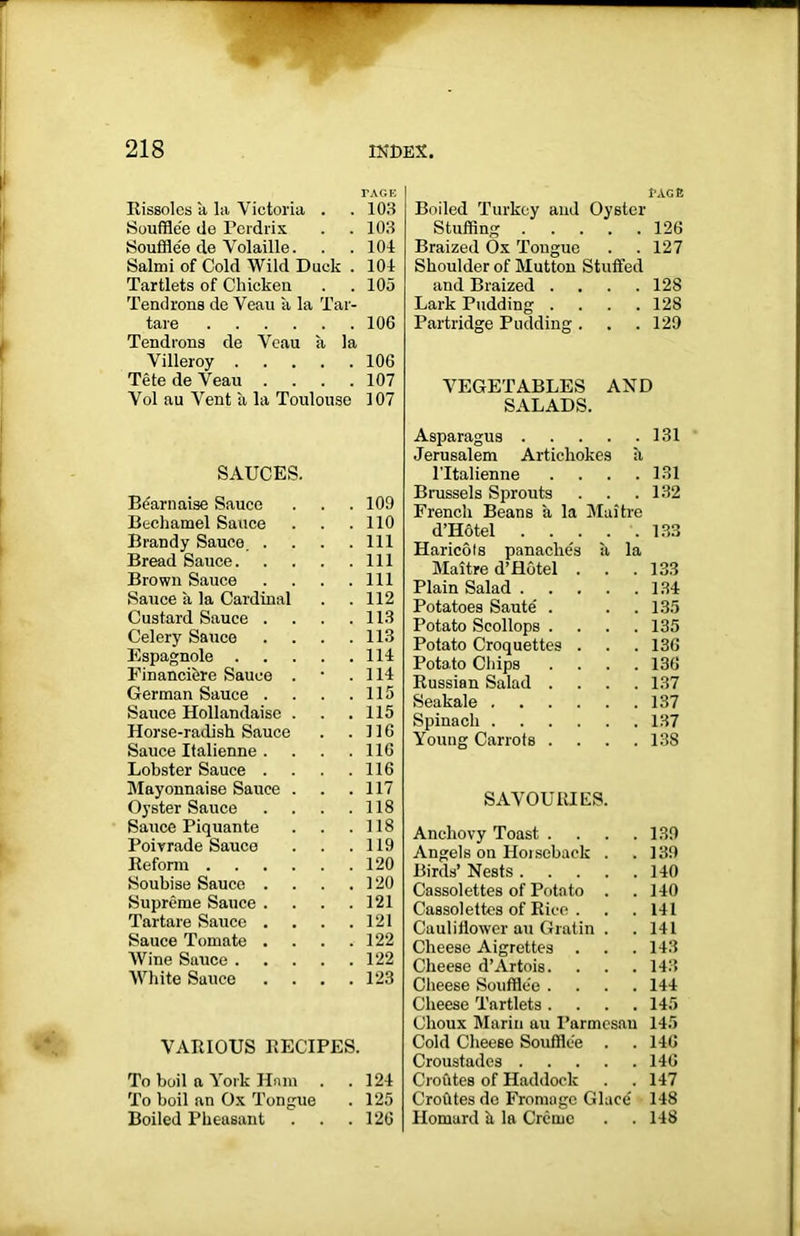 218 INDEX.
PAGE
Rissoles à la Victoria . . 103
Soufflée de Perdrix . . 103
Soufflée de Volaille. . . 104
Salmi of Cold Wild Duck . 104
Tartlets of Chicken . . 105
Tendrons de Veau à la Tar-
tare . . . . . . 106
Tendrons de Veau à la
Villeroy . . . . . 106
Tête de Veau . . . . 107
Vol au Vent à la Toulouse 107
SAUCES.
Béarnaise Sauce . . . 109
Bechamel Sauce . . . 110
Brandy Sauce . . . . 111
Bread Sauce. . . . . 111
Brown Sauce . . . . 111
Sauce à la Cardinal . . 112
Custard Sauce . . . . 113
Celery Sauce . . . . 113
Espagnole . . . . . 114
Financière Sauce . . . 114
German Sauce . . . . 115
Sauce Hollandaise . . . 115
Horse-radish Sauce . . 116
Sauce Italienne . . . . 116
Lobster Sauce . . . . 116
Mayonnaise Sauce . . . 117
Oyster Sauce . . . . 118
Sauce Piquante . . . 118
Poivrade Sauce . . . 119
Reform . . . . . . 120
Soubise Sauce . . . . 120
Suprême Sauce . . . . 121
Tartare Sauce . . . . 121
Sauce Tomate . . . . 122
Wine Sauce . . . . . 122
White Sauce . . . . 123
VARIOUS RECIPES.
To boil a York Ham . . 124
To boil an Ox Tongue . 125
Boiled Pheasant . . . 126
PAGE
Boiled Turkey and Oyster
Stuffing . . . . . 126
Braized Ox Tongue . . 127
Shoulder of Mutton Stuffed
and Braized . . . . 128
Lark Pudding . . . . 128
Partridge Pudding . . . 129
VEGETABLES AND
SALADS.
Asparagus . . . . . 131
Jerusalem Artichokes à
l'Italienne . . . . 131
Brussels Sprouts . . . 132
French Beans à la Maître
d'Hôtel . . . . . 133
Haricôts panachés à la
Maître d'Hôtel . . . 133
Plain Salad . . . . . 134
Potatoes Sauté . . . 135
Potato Scollops . . . . 135
Potato Croquettes . . . 136
Potato Chips . . . . 136
Russian Salad . . . . 137
Seakale . . . . . . 137
Spinach . . . . . . 137
Young Carrots . . . . 138
SAVOURIES.
Anchovy Toast . . . . 139
Angels on Horseback . . 139
Birds' Nests . . . . . 140
Cassolettes of Potato . . 140
Cassolettes of Rice . . . 141
Cauliflower au Gratin . . 141
Cheese Aigrettes . . . 143
Cheese d'Artois. . . . 143
Cheese Soufflée . . . . 144
Cheese Tartlets . . . . 145
Choux Marin au Parmesan 145
Cold Cheese Soufflée . . 146
Croustades . . . . . 146
Croûtes of Haddock . . 147
Croûtes de Fromage Glacé 148
Homard à la Crême . . 148